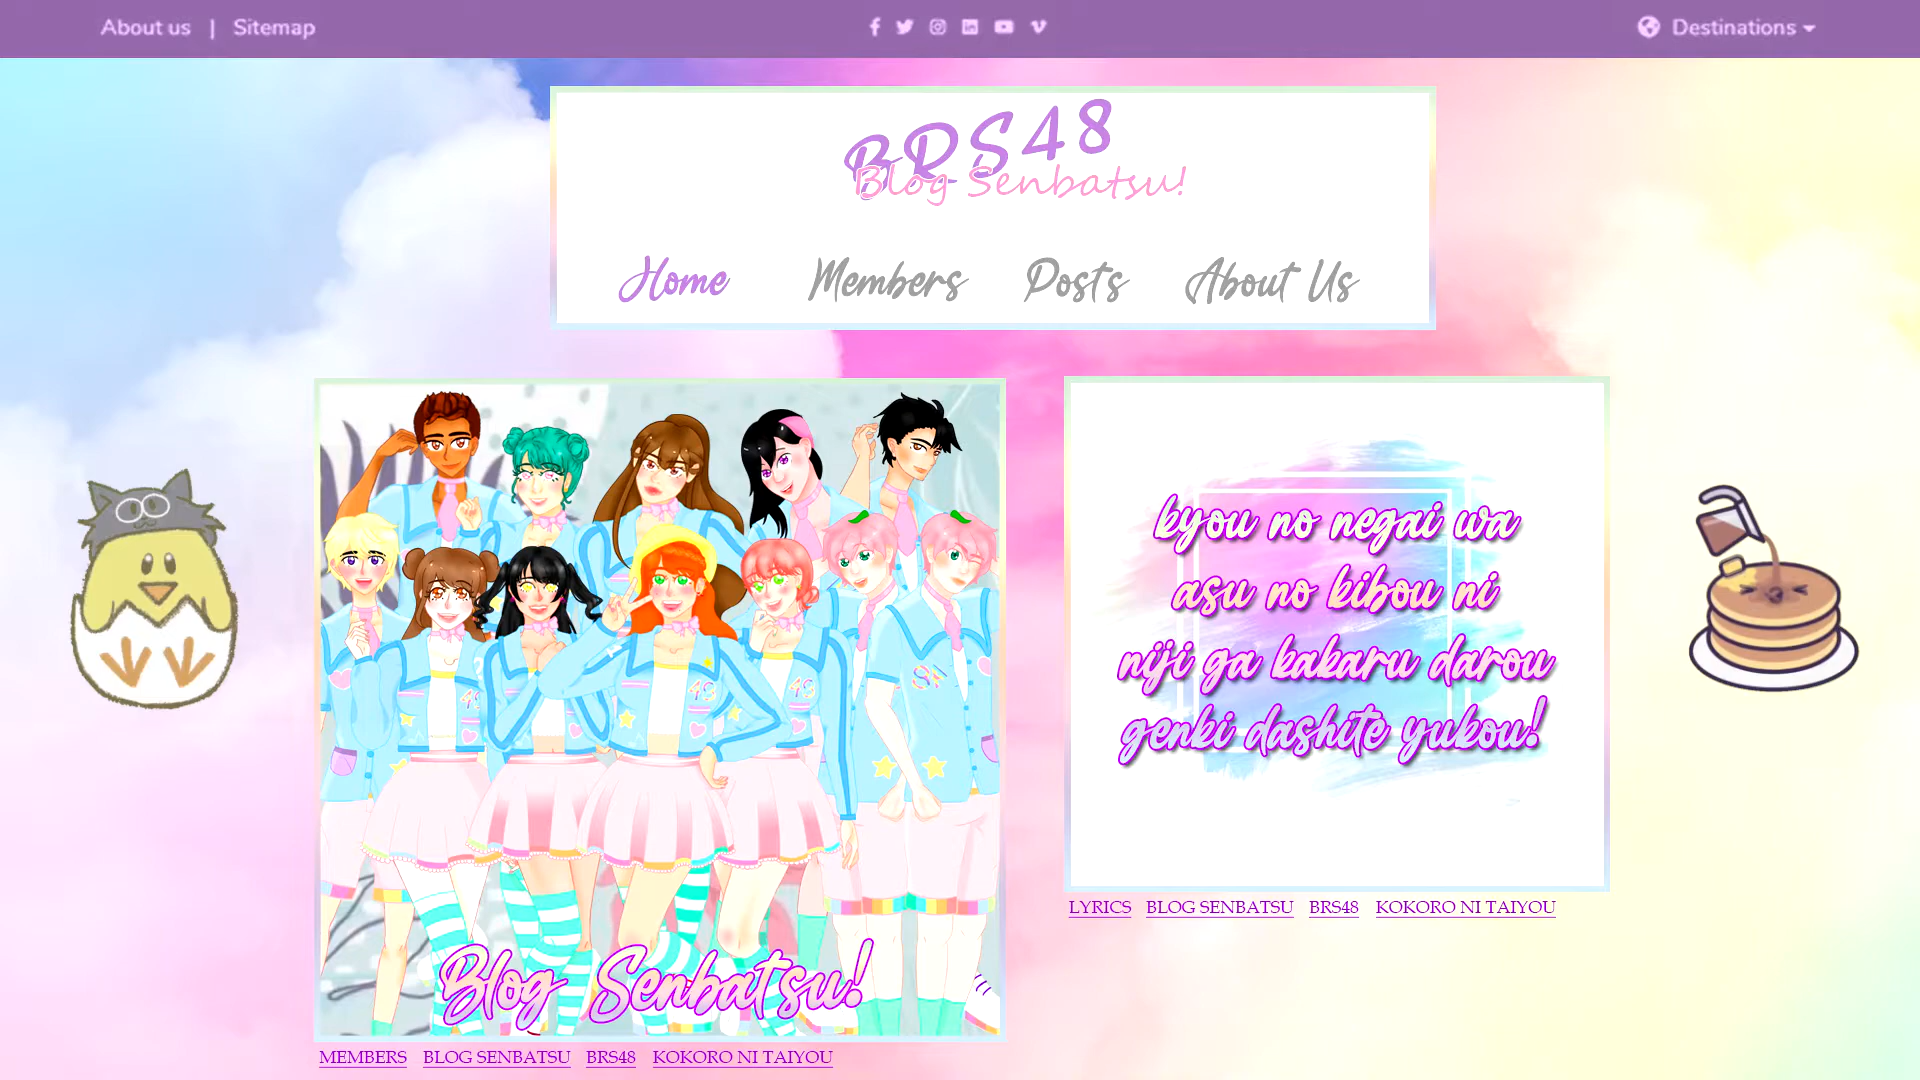 About us | Sitemap
Destinations
BRS48
Blog Senbatsu!
Home Members Posts About Us
kyou no negai wa
asu no kibou ni
niji ga kakaru darou
genki dashite yukou!
LYRICS BLOG SENBATSU BRS48 KOKORO NI TAIYOU
48
48
Blog Senbatsu!
MEMBERS BLOG SENBATSU BRS48 KOKORO NI TAIYOU